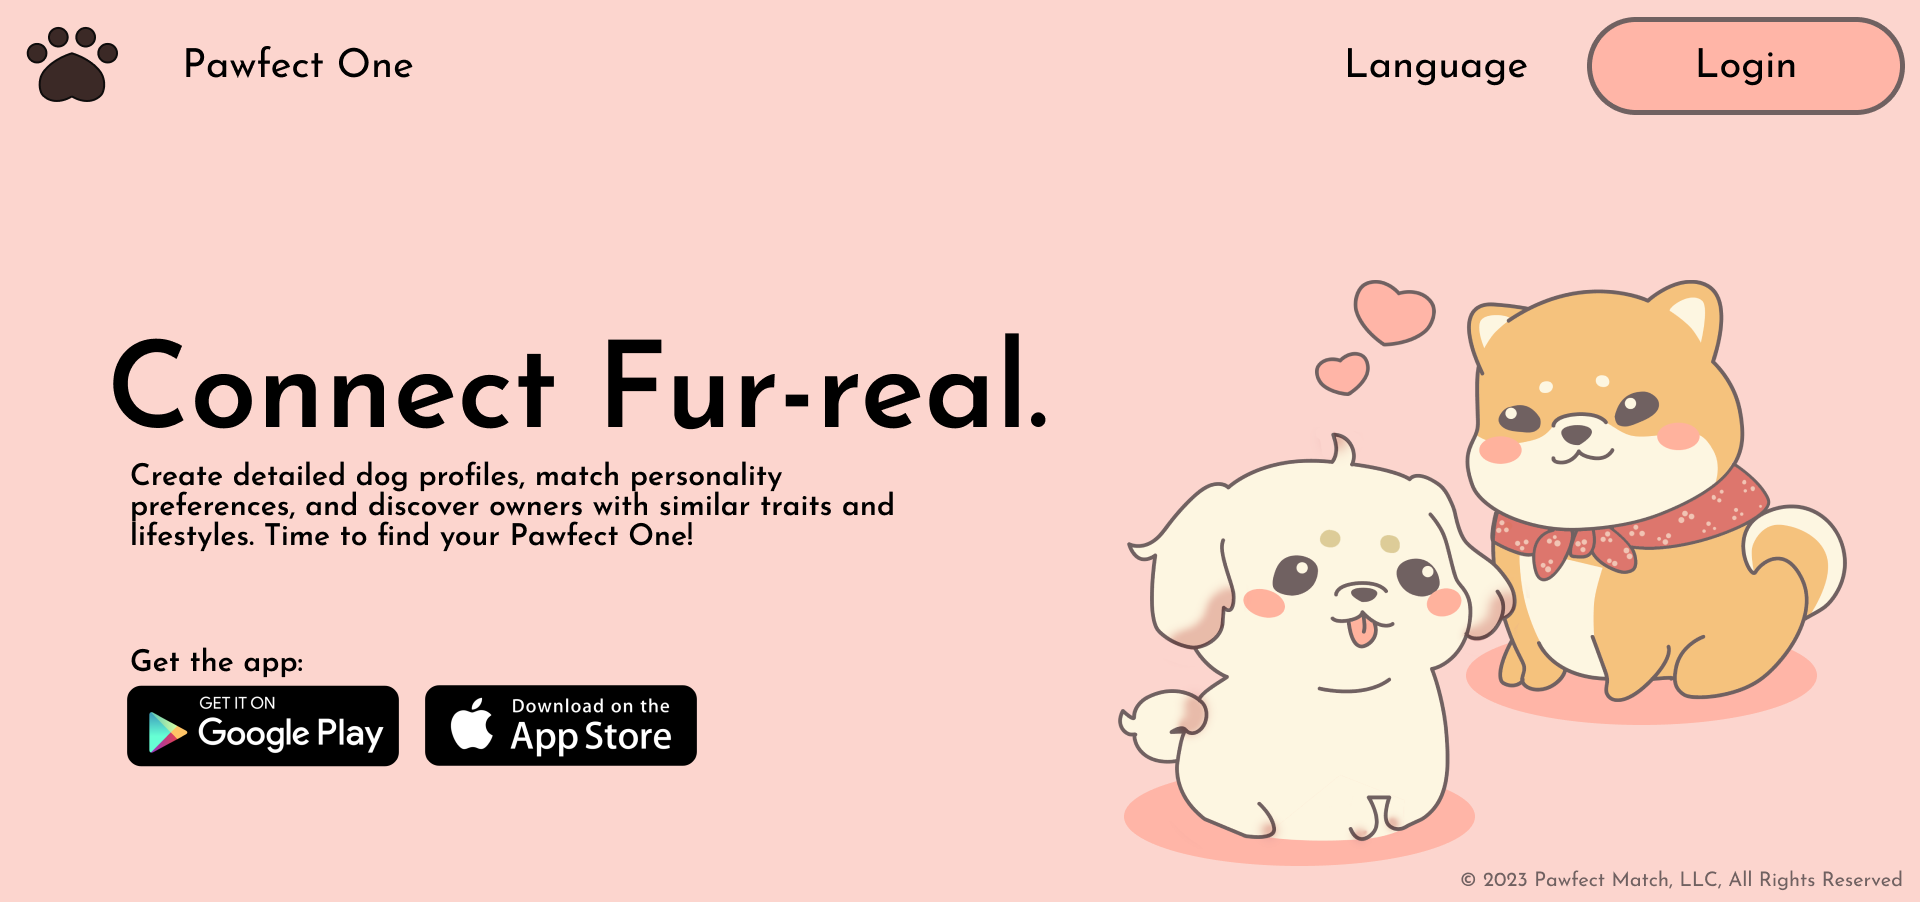 Pawfect One
Language
Login
Connect Fur-real.
Create detailed dog profiles, match personality
preferences, and discover owners with similar traits and
lifestyles. Time to find your Pawfect One!
Get the app:
GET IT ON
Google Play
Download on the
App Store
© 2023 Pawfect Match, LLC, All Rights Reserved